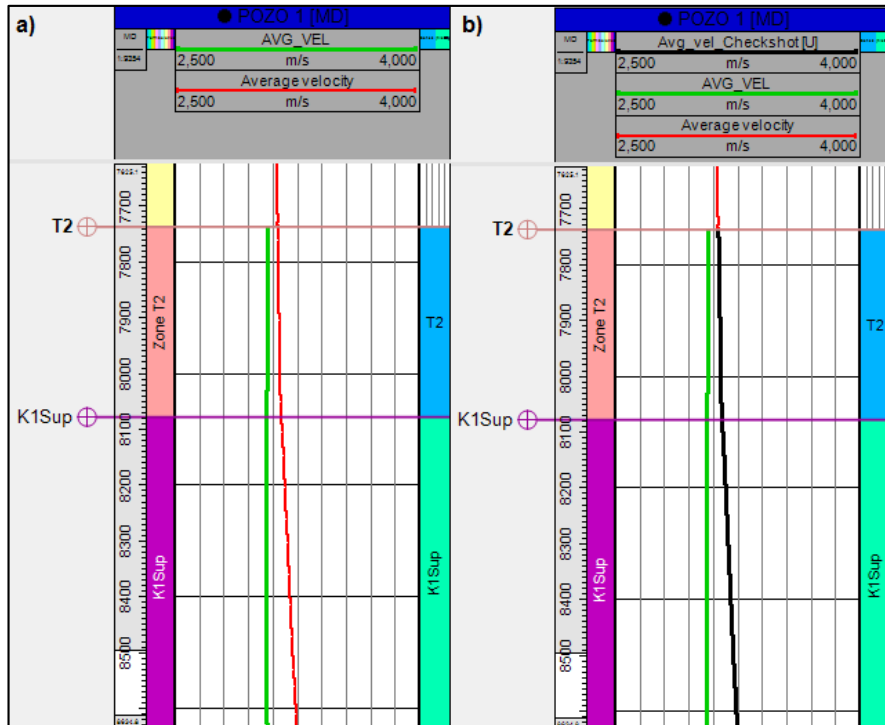 a)
POZO 1 [MD]
MD
AVG_VEL
2,500 m/s 4,000
Average velocity
2,500 m/s 4,000
7700
T2
7800
Zone T2
T2
7900
8000
K1Sup
8100
8200
K1Sup
K1Sup
8300
8400
8500
b)
POZO 1 [MD]
MD
Avg_vel_Checkshot [U]
2,500 m/s 4,000
AVG_VEL
2,500 m/s 4,000
Average velocity
2,500 m/s 4,000
7700
T2
7800
Zone T2
T2
7900
8000
K1Sup
8100
8200
K1Sup
K1Sup
8300
8400
8500